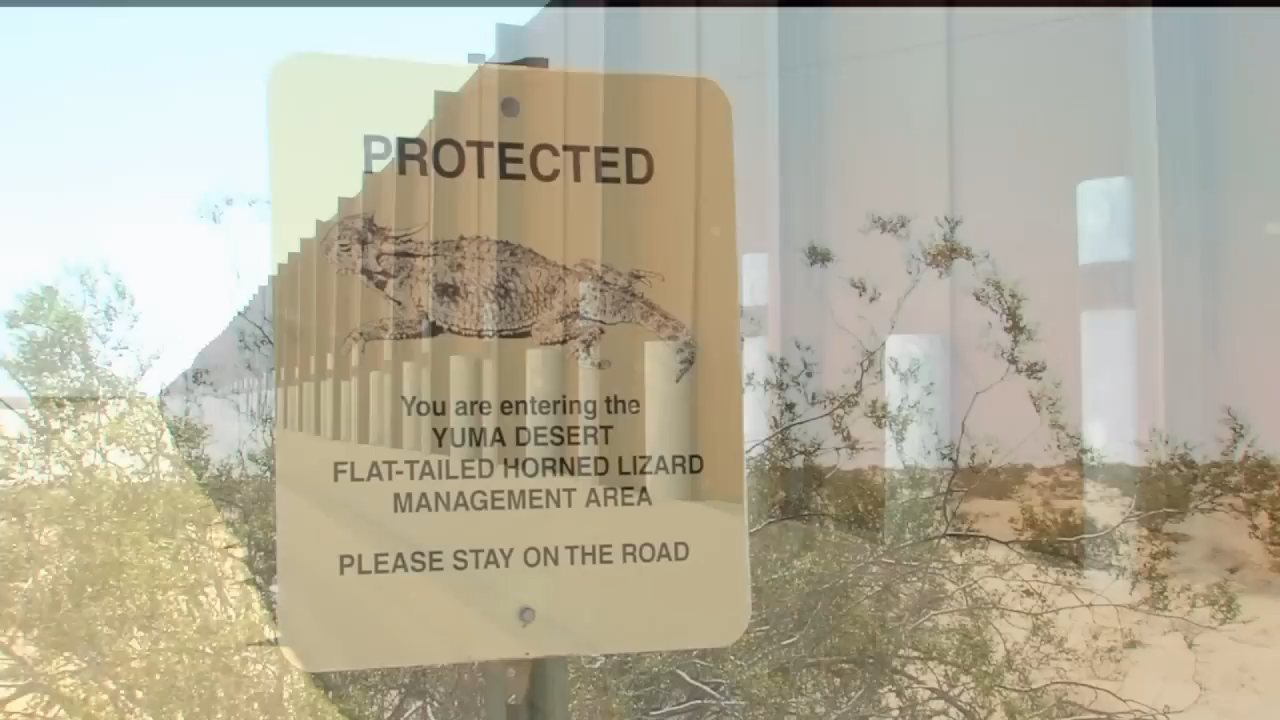 PROTECTED
You are entering the
YUMA DESERT
FLAT-TAILED HORNED LIZARD
MANAGEMENT AREA
PLEASE STAY ON THE ROAD